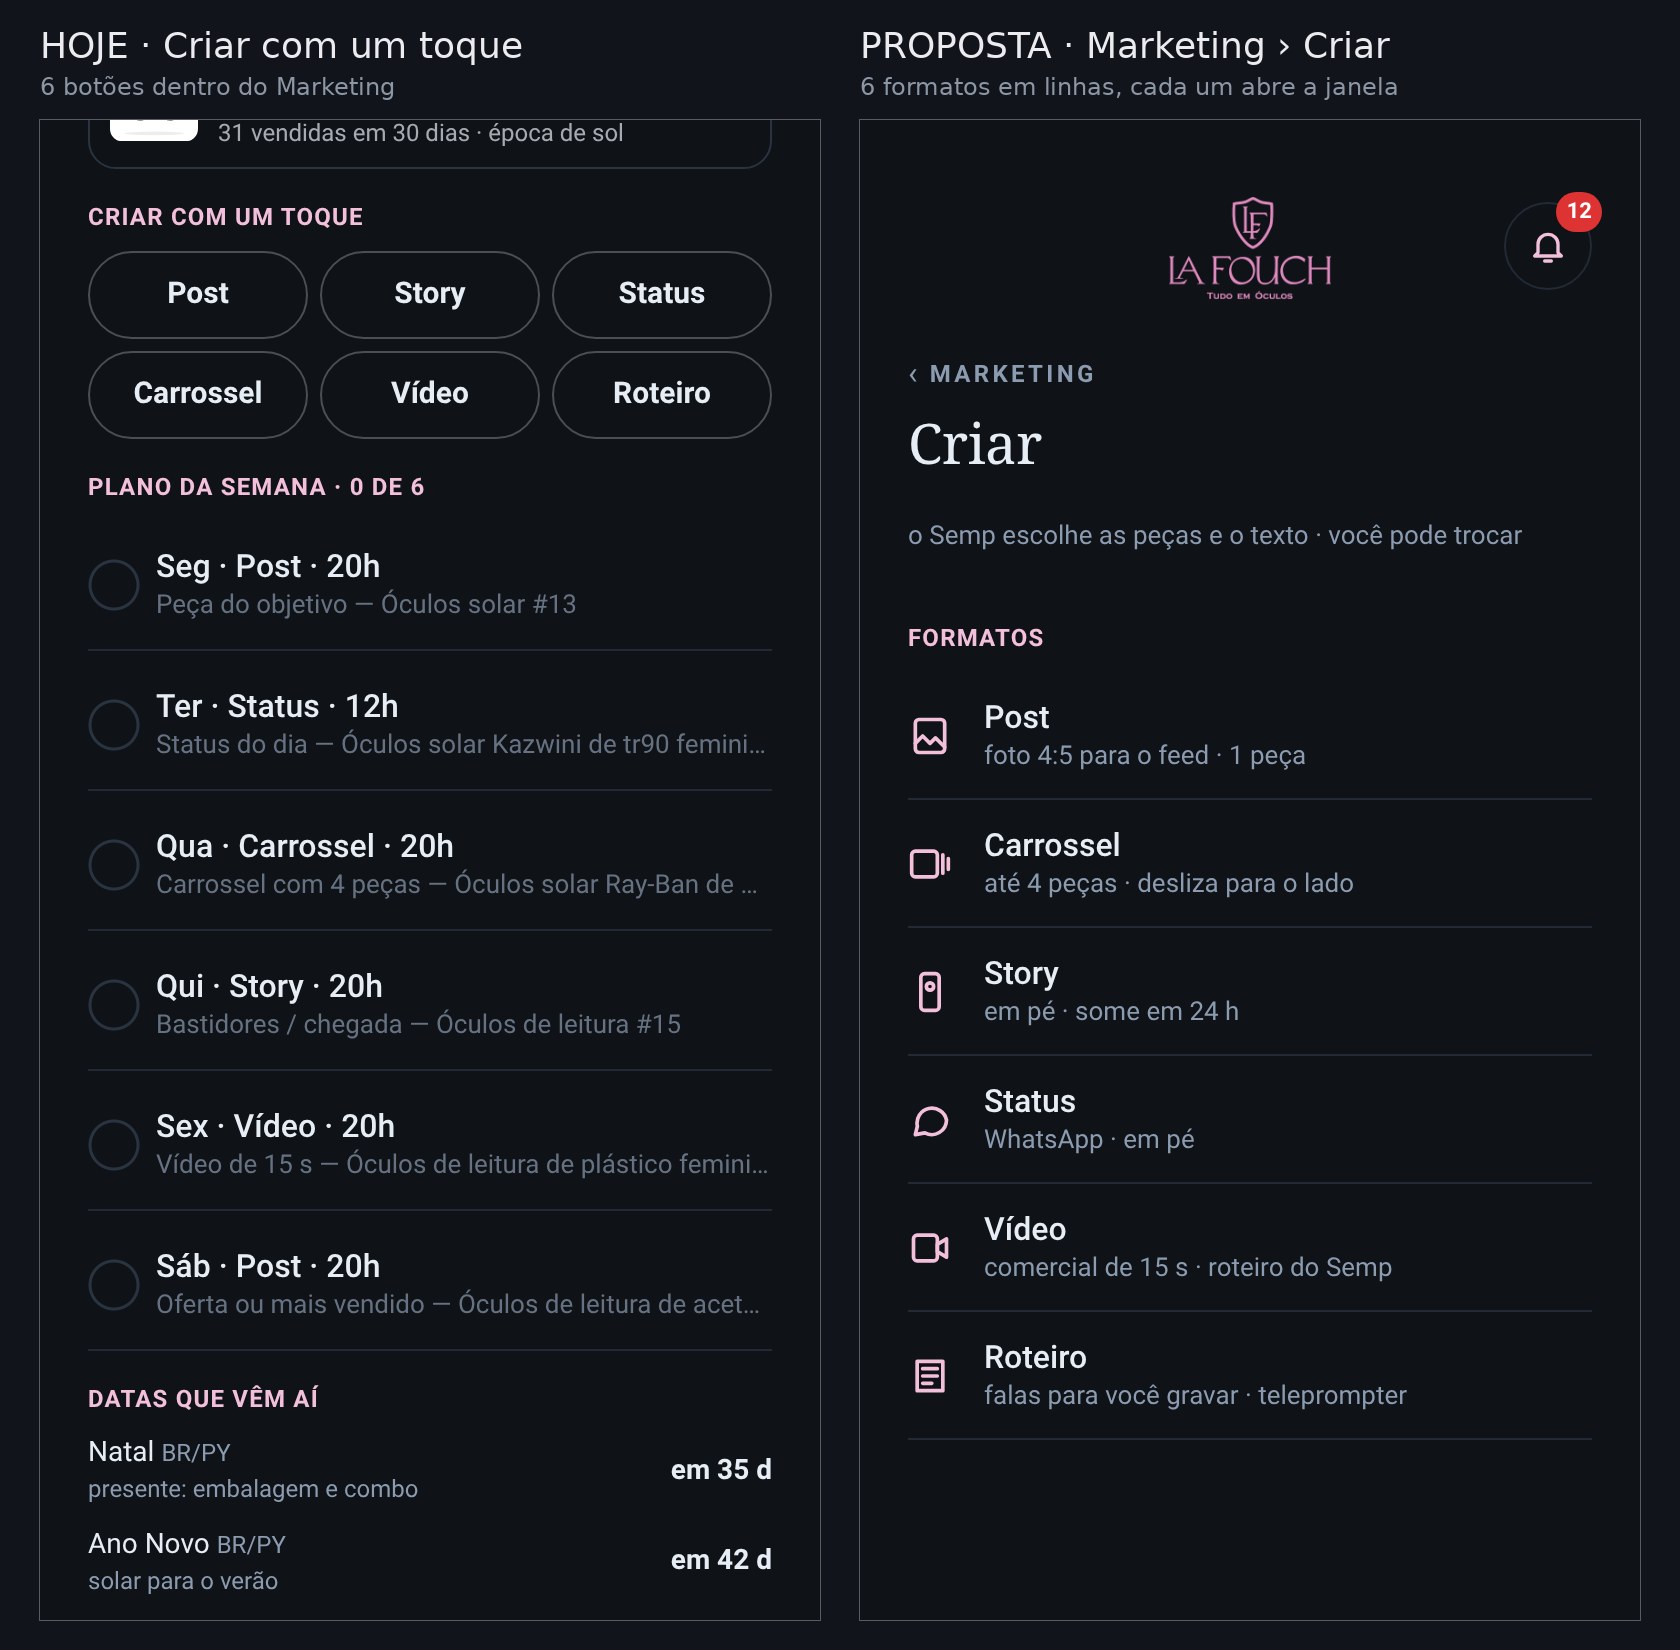 HOJE · Criar com um toque
6 botões dentro do Marketing
31 vendidas em 30 dias · época de sol
CRIAR COM UM TOQUE
Post
Story
Status
Carrossel
Vídeo
Roteiro
PLANO DA SEMANA · 0 DE 6
Seg · Post · 20h
Peça do objetivo — Óculos solar #13
Ter · Status · 12h
Status do dia — Óculos solar Kazwini de tr90 femini...
Qua · Carrossel · 20h
Carrossel com 4 peças — Óculos solar Ray-Ban de ...
Qui · Story · 20h
Bastidores / chegada — Óculos de leitura #15
Sex · Vídeo · 20h
Vídeo de 15 s — Óculos de leitura de plástico femini...
Sáb · Post · 20h
Oferta ou mais vendido — Óculos de leitura de acet...
DATAS QUE VÊM AÍ
Natal BR/PY
em 35 d
presente: embalagem e combo
Ano Novo BR/PY
em 42 d
solar para o verão
PROPOSTA · Marketing › Criar
6 formatos em linhas, cada um abre a janela
LF
LA FOUCH
TUDO EM ÓCULOS
12
‹ MARKETING
Criar
o Semp escolhe as peças e o texto · você pode trocar
FORMATOS
Post
foto 4:5 para o feed · 1 peça
Carrossel
até 4 peças · desliza para o lado
Story
em pé · some em 24 h
Status
WhatsApp · em pé
Vídeo
comercial de 15 s · roteiro do Semp
Roteiro
falas para você gravar · teleprompter